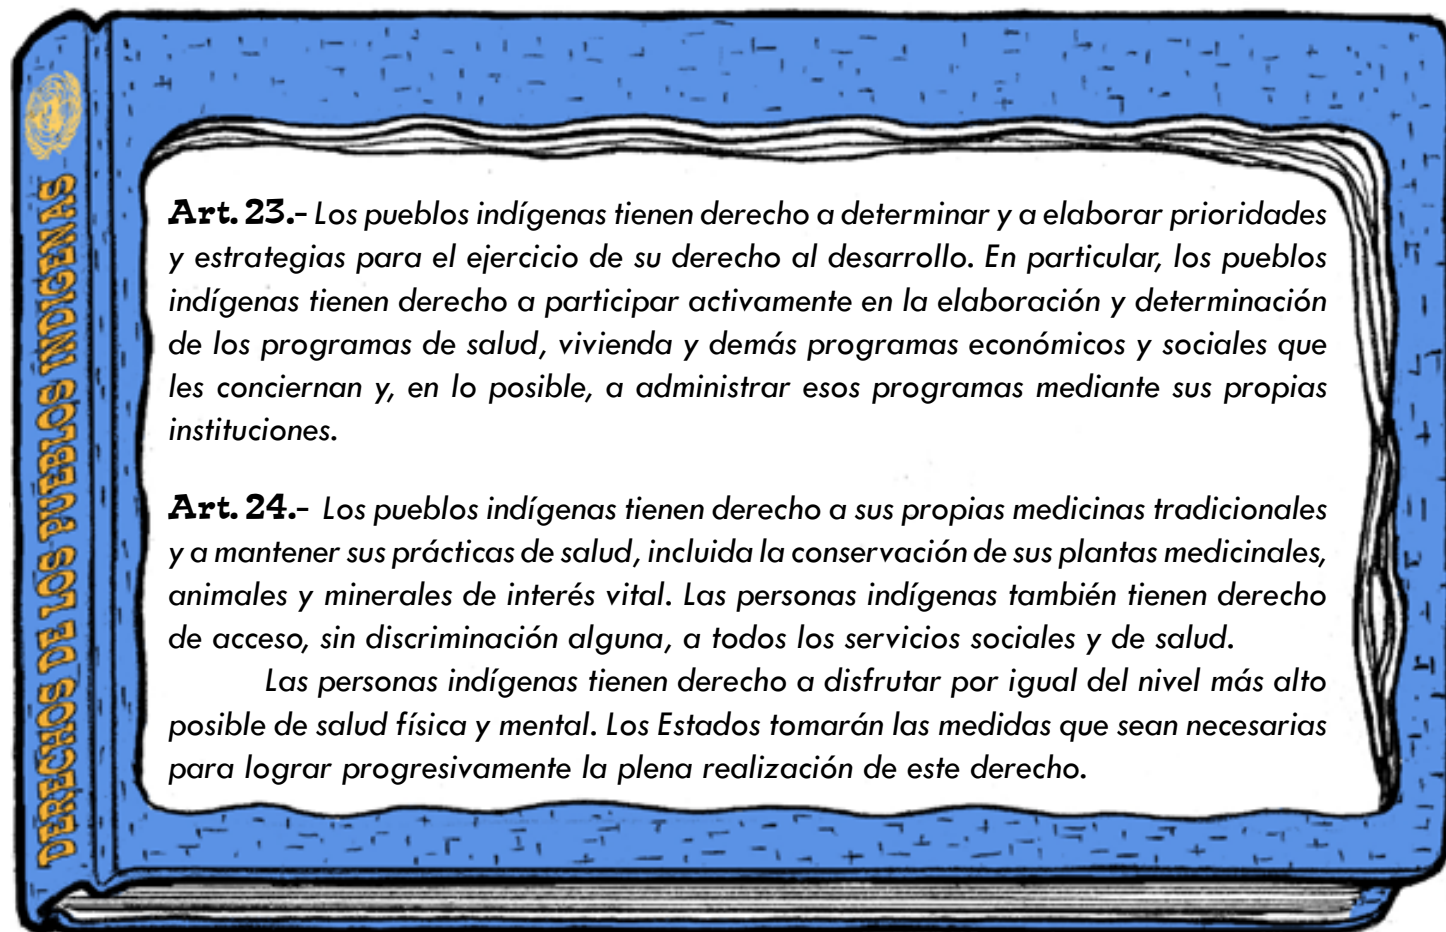 DERECHOS DE LOS PUEBLOS INDIGENAS
Art. 23.- Los pueblos indígenas tienen derecho a determinar y a elaborar prioridades
y estrategias para el ejercicio de su derecho al desarrollo. En particular, los pueblos
indígenas tienen derecho a participar activamente en la elaboración y determinación
de los programas de salud, vivienda y demás programas económicos y sociales que
les conciernan y, en lo posible, a administrar esos programas mediante sus propias
instituciones.
Art. 24.- Los pueblos indígenas tienen derecho a sus propias medicinas tradicionales
y a mantener sus prácticas de salud, incluida la conservación de sus plantas medicinales,
animales y minerales de interés vital. Las personas indígenas también tienen derecho
de acceso, sin discriminación alguna, a todos los servicios sociales y de salud.
Las personas indígenas tienen derecho a disfrutar por igual del nivel más alto
posible de salud física y mental. Los Estados tomarán las medidas que sean necesarias
para lograr progresivamente la plena realización de este derecho.